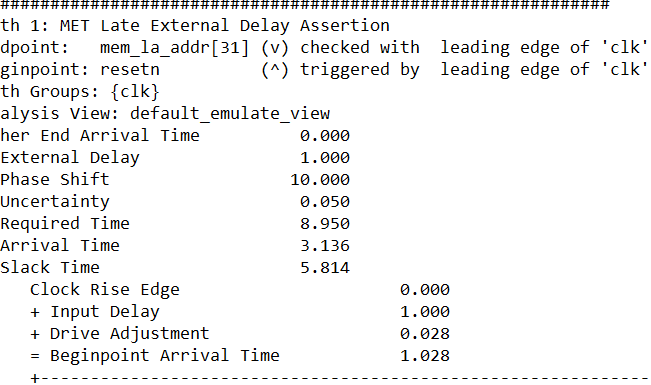 #############################################################
th 1: MET Late External Delay Assertion
dpoint:   mem_la_addr[31] (v) checked with  leading edge of 'clk'
ginpoint: resetn          (^) triggered by  leading edge of 'clk'
th Groups: {clk}
alysis View: default_emulate_view
her End Arrival Time          0.000
External Delay                1.000
Phase Shift                  10.000
Uncertainty                   0.050
Required Time                 8.950
Arrival Time                  3.136
Slack Time                    5.814
   Clock Rise Edge                      0.000
   + Input Delay                        1.000
   + Drive Adjustment                   0.028
   = Beginpoint Arrival Time            1.028
   +-------------------------------------------------------------